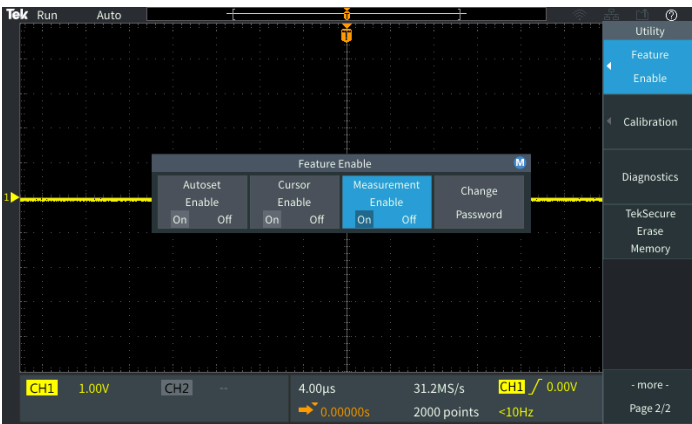 Tek Run Auto
T
Utility
Feature
Enable
Calibration
Diagnostics
TekSecure
Erase
Memory
- more -
Page 2/2
Feature Enable M
Autoset
Enable
On Off
Cursor
Enable
On Off
Measurement
Enable
On Off
Change
Password
1
CH1 1.00V CH2 --
4.00µs 31.2MS/s CH1 0.00V
0.00000s 2000 points <10Hz